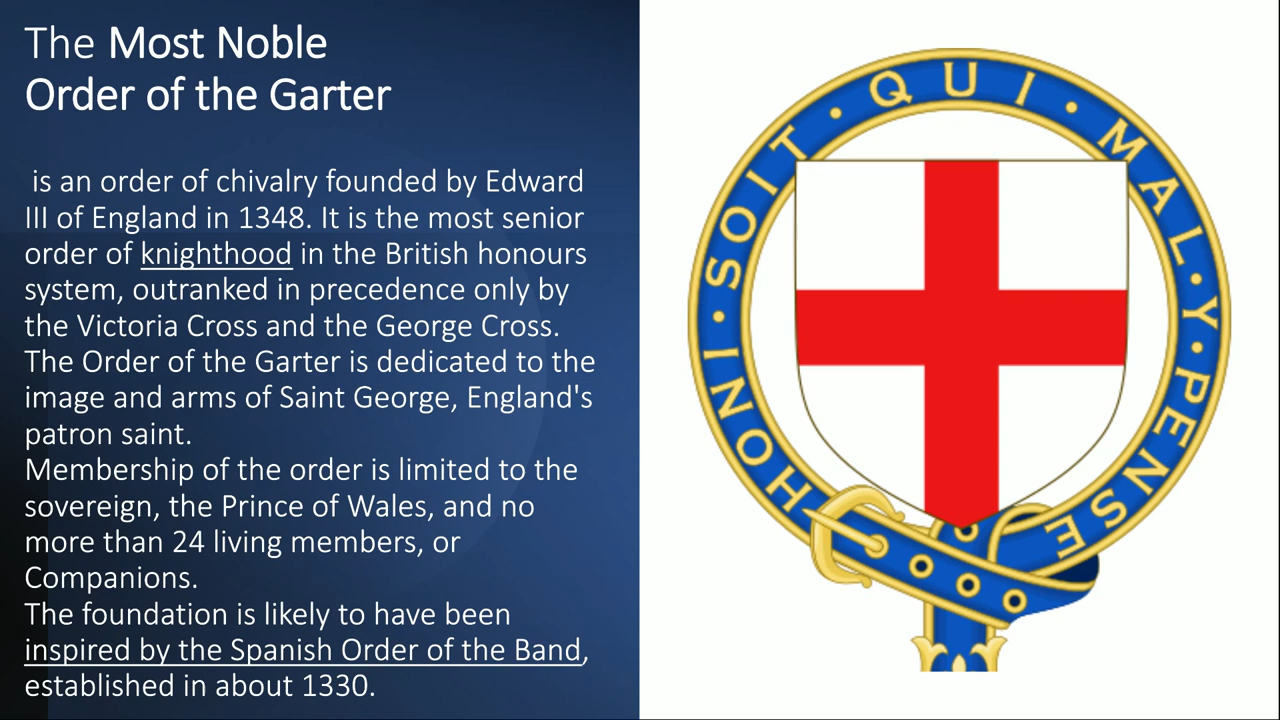 The Most Noble
Order of the Garter
is an order of chivalry founded by Edward
III of England in 1348. It is the most senior
order of knighthood in the British honours
system, outranked in precedence only by
the Victoria Cross and the George Cross.
The Order of the Garter is dedicated to the
image and arms of Saint George, England's
patron saint.
Membership of the order is limited to the
sovereign, the Prince of Wales, and no
more than 24 living members, or
Companions.
The foundation is likely to have been
inspired by the Spanish Order of the Band,
established in about 1330.
HONI • SOIT • QUI • MAL • Y • PENSE